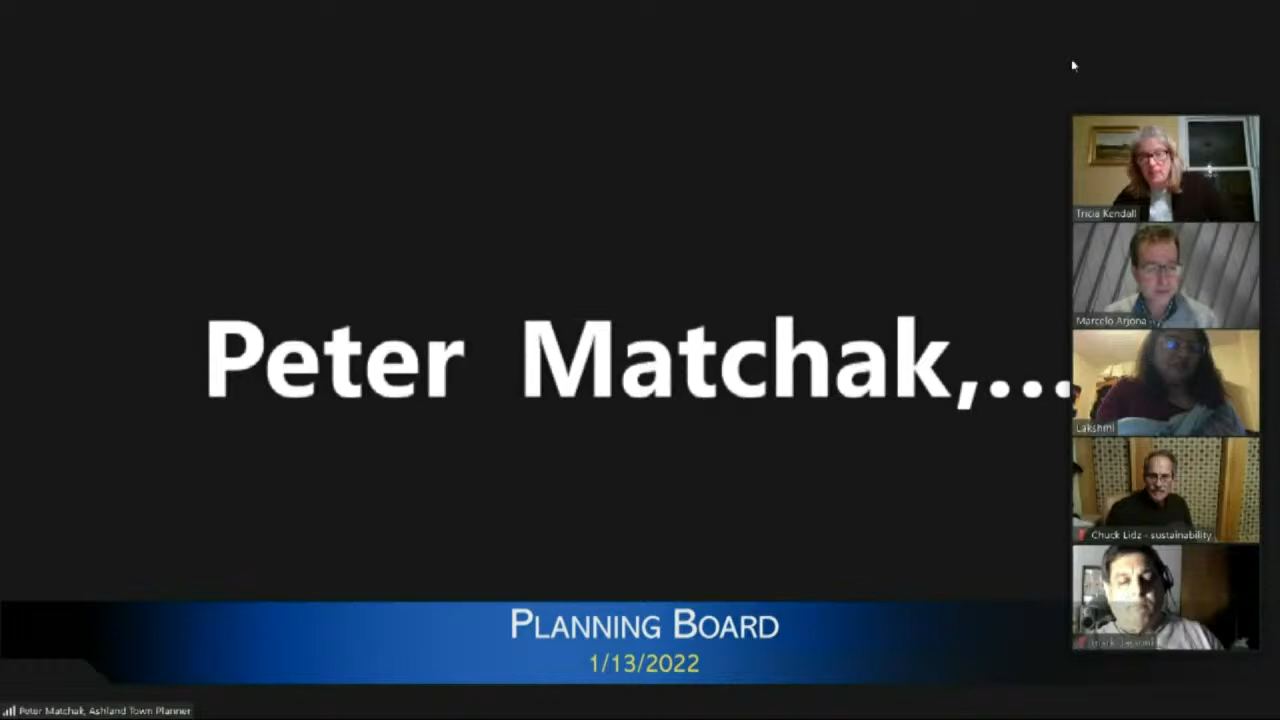 Peter Matchak,...
Tricia Kendall
Marcelo Arjona
Lakshmi
Chuck Lidz - sustainability
PLANNING BOARD
1/13/2022
Peter Matchak, Ashland Town Planner